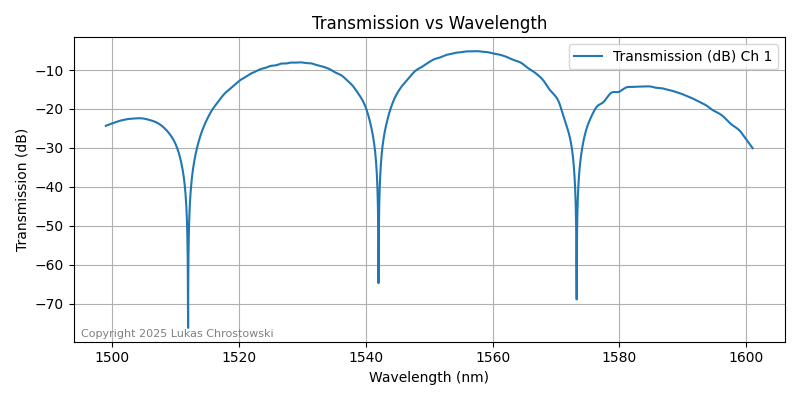 Transmission vs Wavelength
Transmission (dB) Ch 1
Transmission (dB)
−10
−20
−30
−40
−50
−60
−70
Copyright 2025 Lukas Chrostowski
1500 1520 1540 1560 1580 1600
Wavelength (nm)